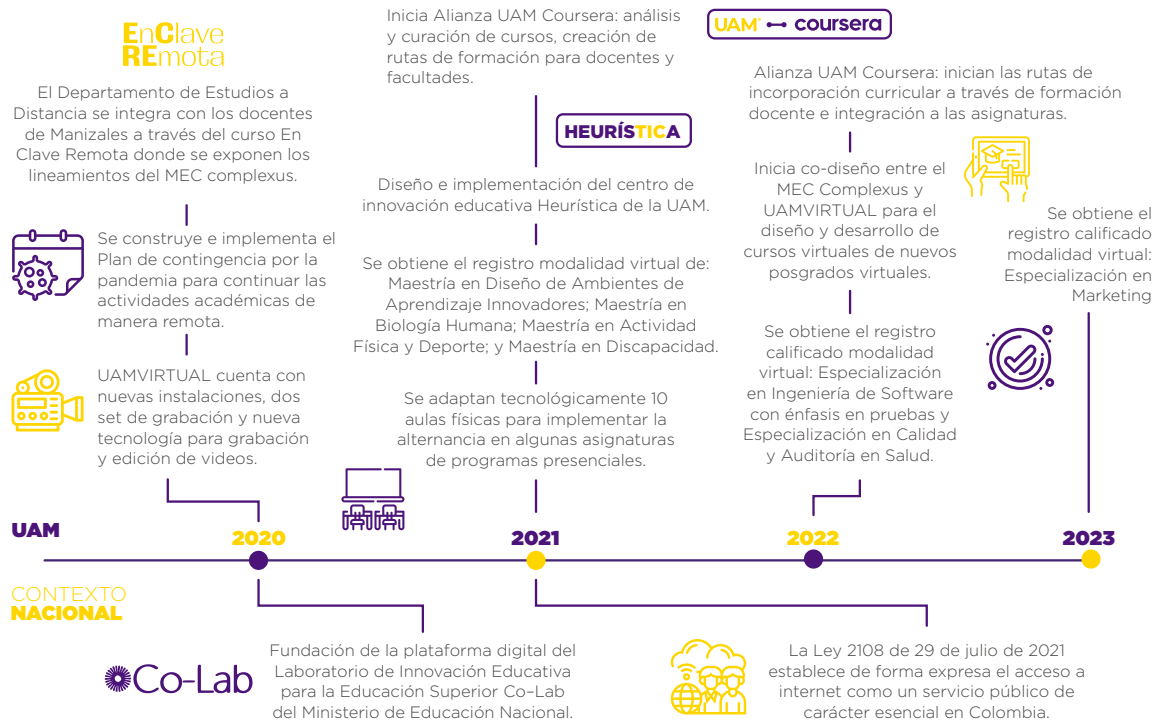 EnClave
REmota
El Departamento de Estudios a
Distancia se integra con los docentes
de Manizales a través del curso En
Clave Remota donde se exponen los
lineamientos del MEC complexus.
Se construye e implementa el
Plan de contingencia por la
pandemia para continuar las
actividades académicas de
manera remota.
UAMVIRTUAL cuenta con
nuevas instalaciones, dos
set de grabación y nueva
tecnología para grabación
y edición de videos.
Inicia Alianza UAM Coursera: análisis
y curación de cursos, creación de
rutas de formación para docentes y
facultades.
HEURÍSTICA
Diseño e implementación del centro de
innovación educativa Heurística de la UAM.
Se obtiene el registro modalidad virtual de:
Maestría en Diseño de Ambientes de
Aprendizaje Innovadores; Maestría en
Biología Humana; Maestría en Actividad
Física y Deporte; y Maestría en Discapacidad.
Se adaptan tecnológicamente 10
aulas físicas para implementar la
alternancia en algunas asignaturas
de programas presenciales.
UAM coursera
Alianza UAM Coursera: inician las rutas de
incorporación curricular a través de formación
docente e integración a las asignaturas.
Inicia co-diseño entre el
MEC Complexus y
UAMVIRTUAL para el
diseño y desarrollo de
cursos virtuales de nuevos
posgrados virtuales.
Se obtiene el registro
calificado modalidad
virtual: Especialización
en Ingeniería de Software
con énfasis en pruebas y
Especialización en Calidad
y Auditoría en Salud.
Se obtiene el
registro calificado
modalidad virtual:
Especialización en
Marketing
UAM
2020
2021
2022
2023
CONTEXTO
NACIONAL
Co-Lab
Fundación de la plataforma digital del
Laboratorio de Innovación Educativa
para la Educación Superior Co-Lab
del Ministerio de Educación Nacional.
La Ley 2108 de 29 de julio de 2021
establece de forma expresa el acceso a
internet como un servicio público de
carácter esencial en Colombia.